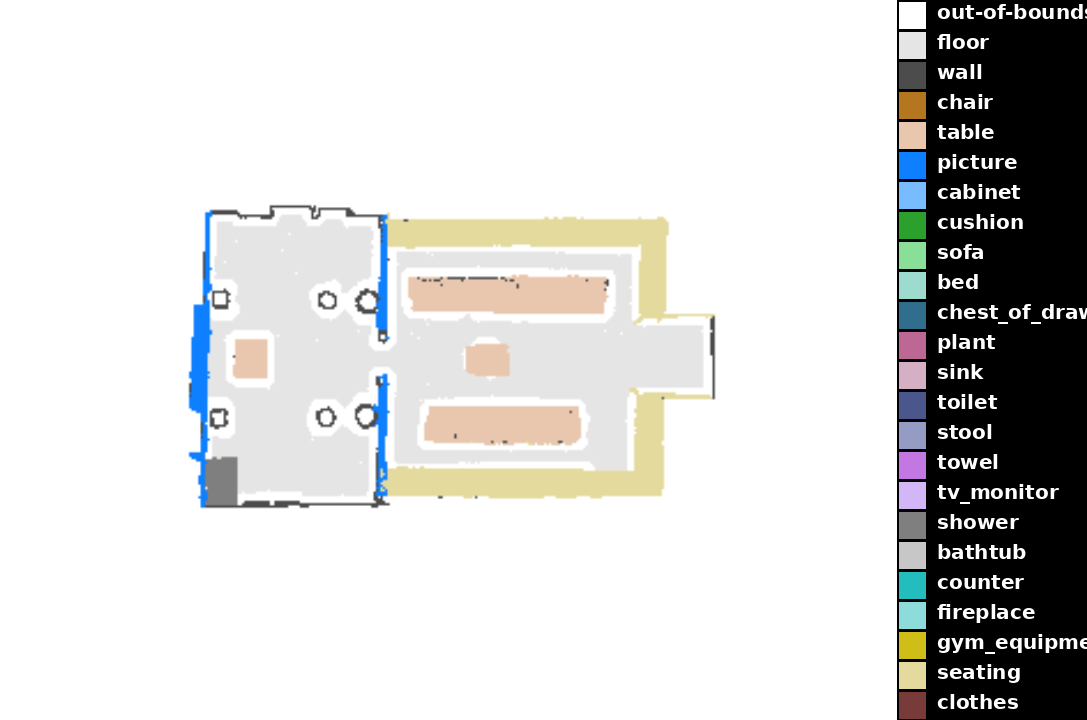 out-of-bounds
floor
wall
chair
table
picture
cabinet
cushion
sofa
bed
chest_of_draw
plant
sink
toilet
stool
towel
tv_monitor
shower
bathtub
counter
fireplace
gym_equipme
seating
clothes